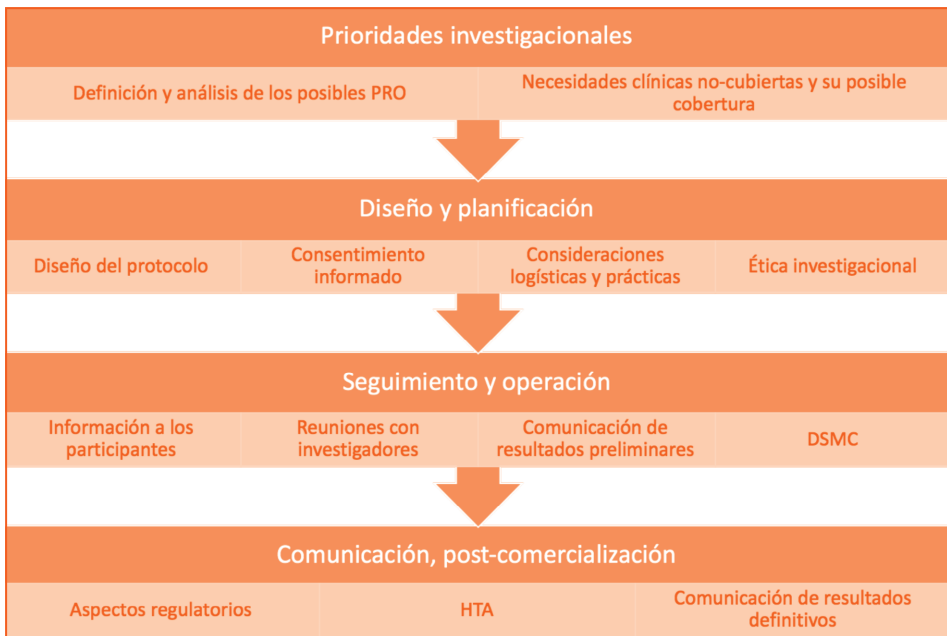 Prioridades investigacionales
Definición y análisis de los posibles PRO
Necesidades clínicas no-cubiertas y su posible
cobertura
Diseño y planificación
Diseño del protocolo
Consentimiento
informado
Consideraciones
logísticas y prácticas
Ética investigacional
Seguimiento y operación
Información a los
participantes
Reuniones con
investigadores
Comunicación de
resultados preliminares
DSMC
Comunicación, post-comercialización
Aspectos regulatorios
HTA
Comunicación de resultados
definitivos